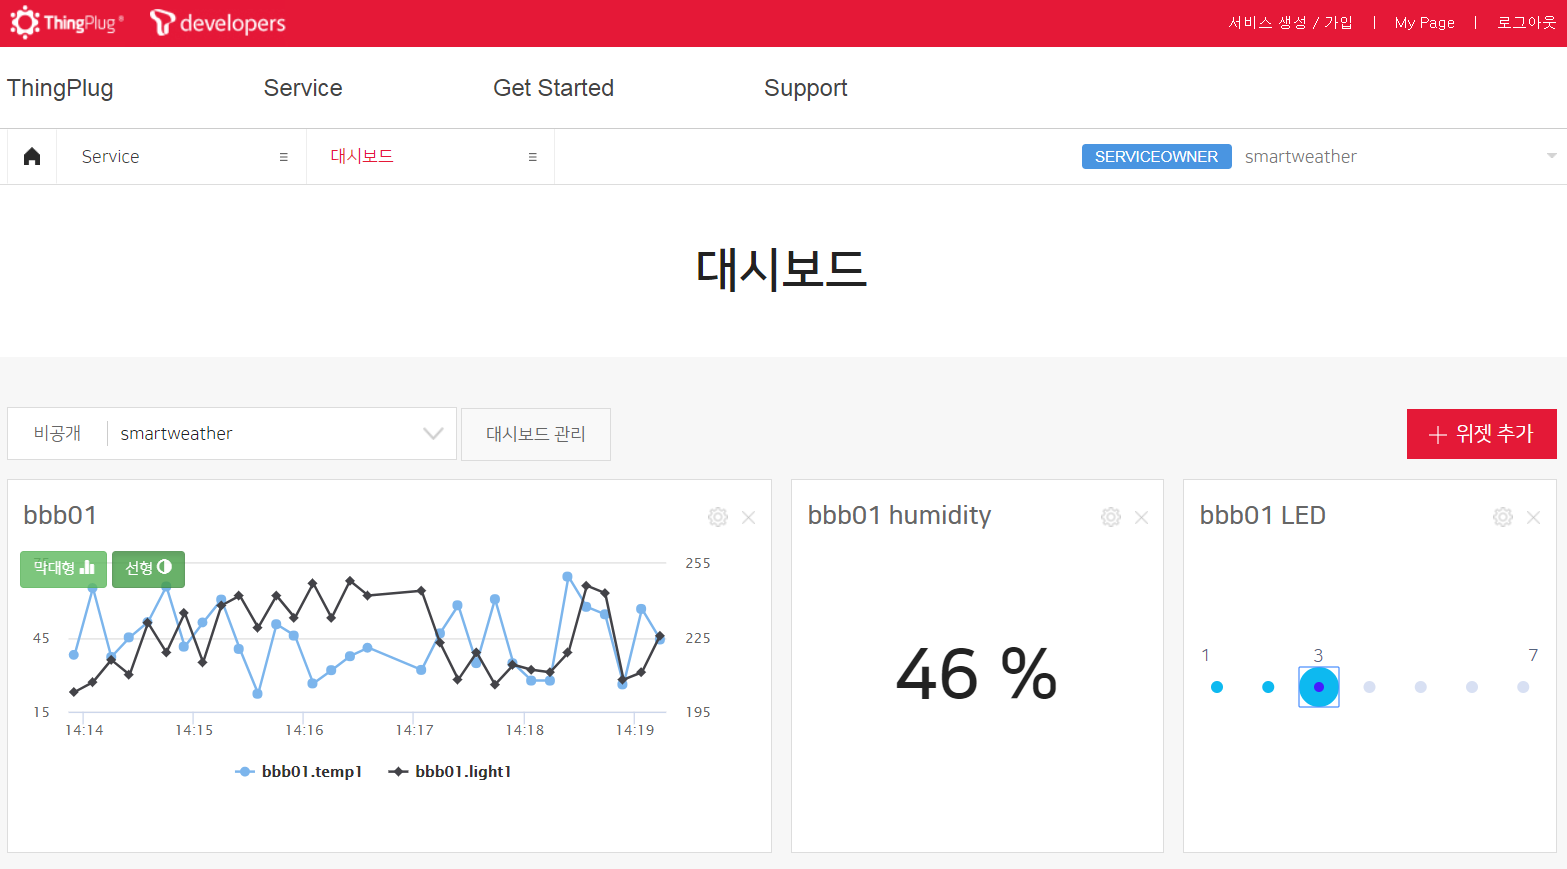 ThingPlug® developers 서비스 생성 / 가입 | My Page | 로그아웃
ThingPlug Service Get Started Support
Service 대시보드 SERVICEOWNER smartweather
대시보드
비공개 smartweather 대시보드 관리 + 위젯 추가
bbb01
막대형 선형
75 255
45 225
15 195
14:14 14:15 14:16 14:17 14:18 14:19
bbb01.temp1 bbb01.light1
bbb01 humidity
46 %
bbb01 LED
1 3 7